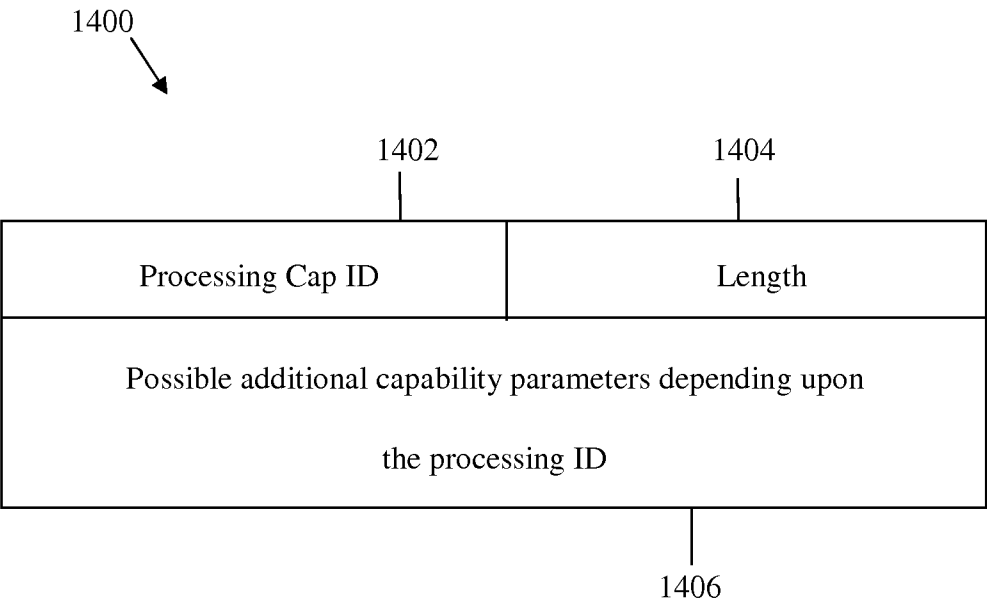 1400
1402
1404
Processing Cap ID
Length
Possible additional capability parameters depending upon
the processing ID
1406